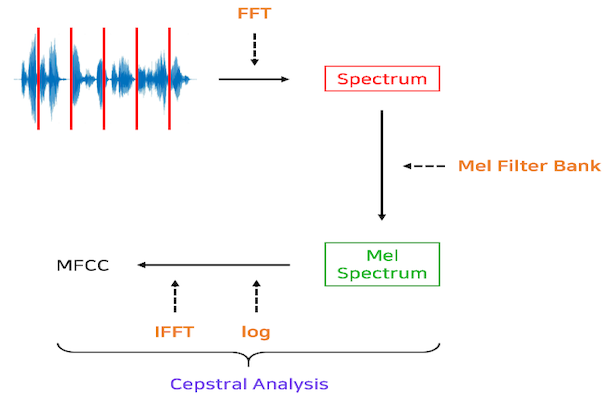 FFT
Spectrum
Mel Filter Bank
Mel
Spectrum
MFCC
IFFT
log
Cepstral Analysis